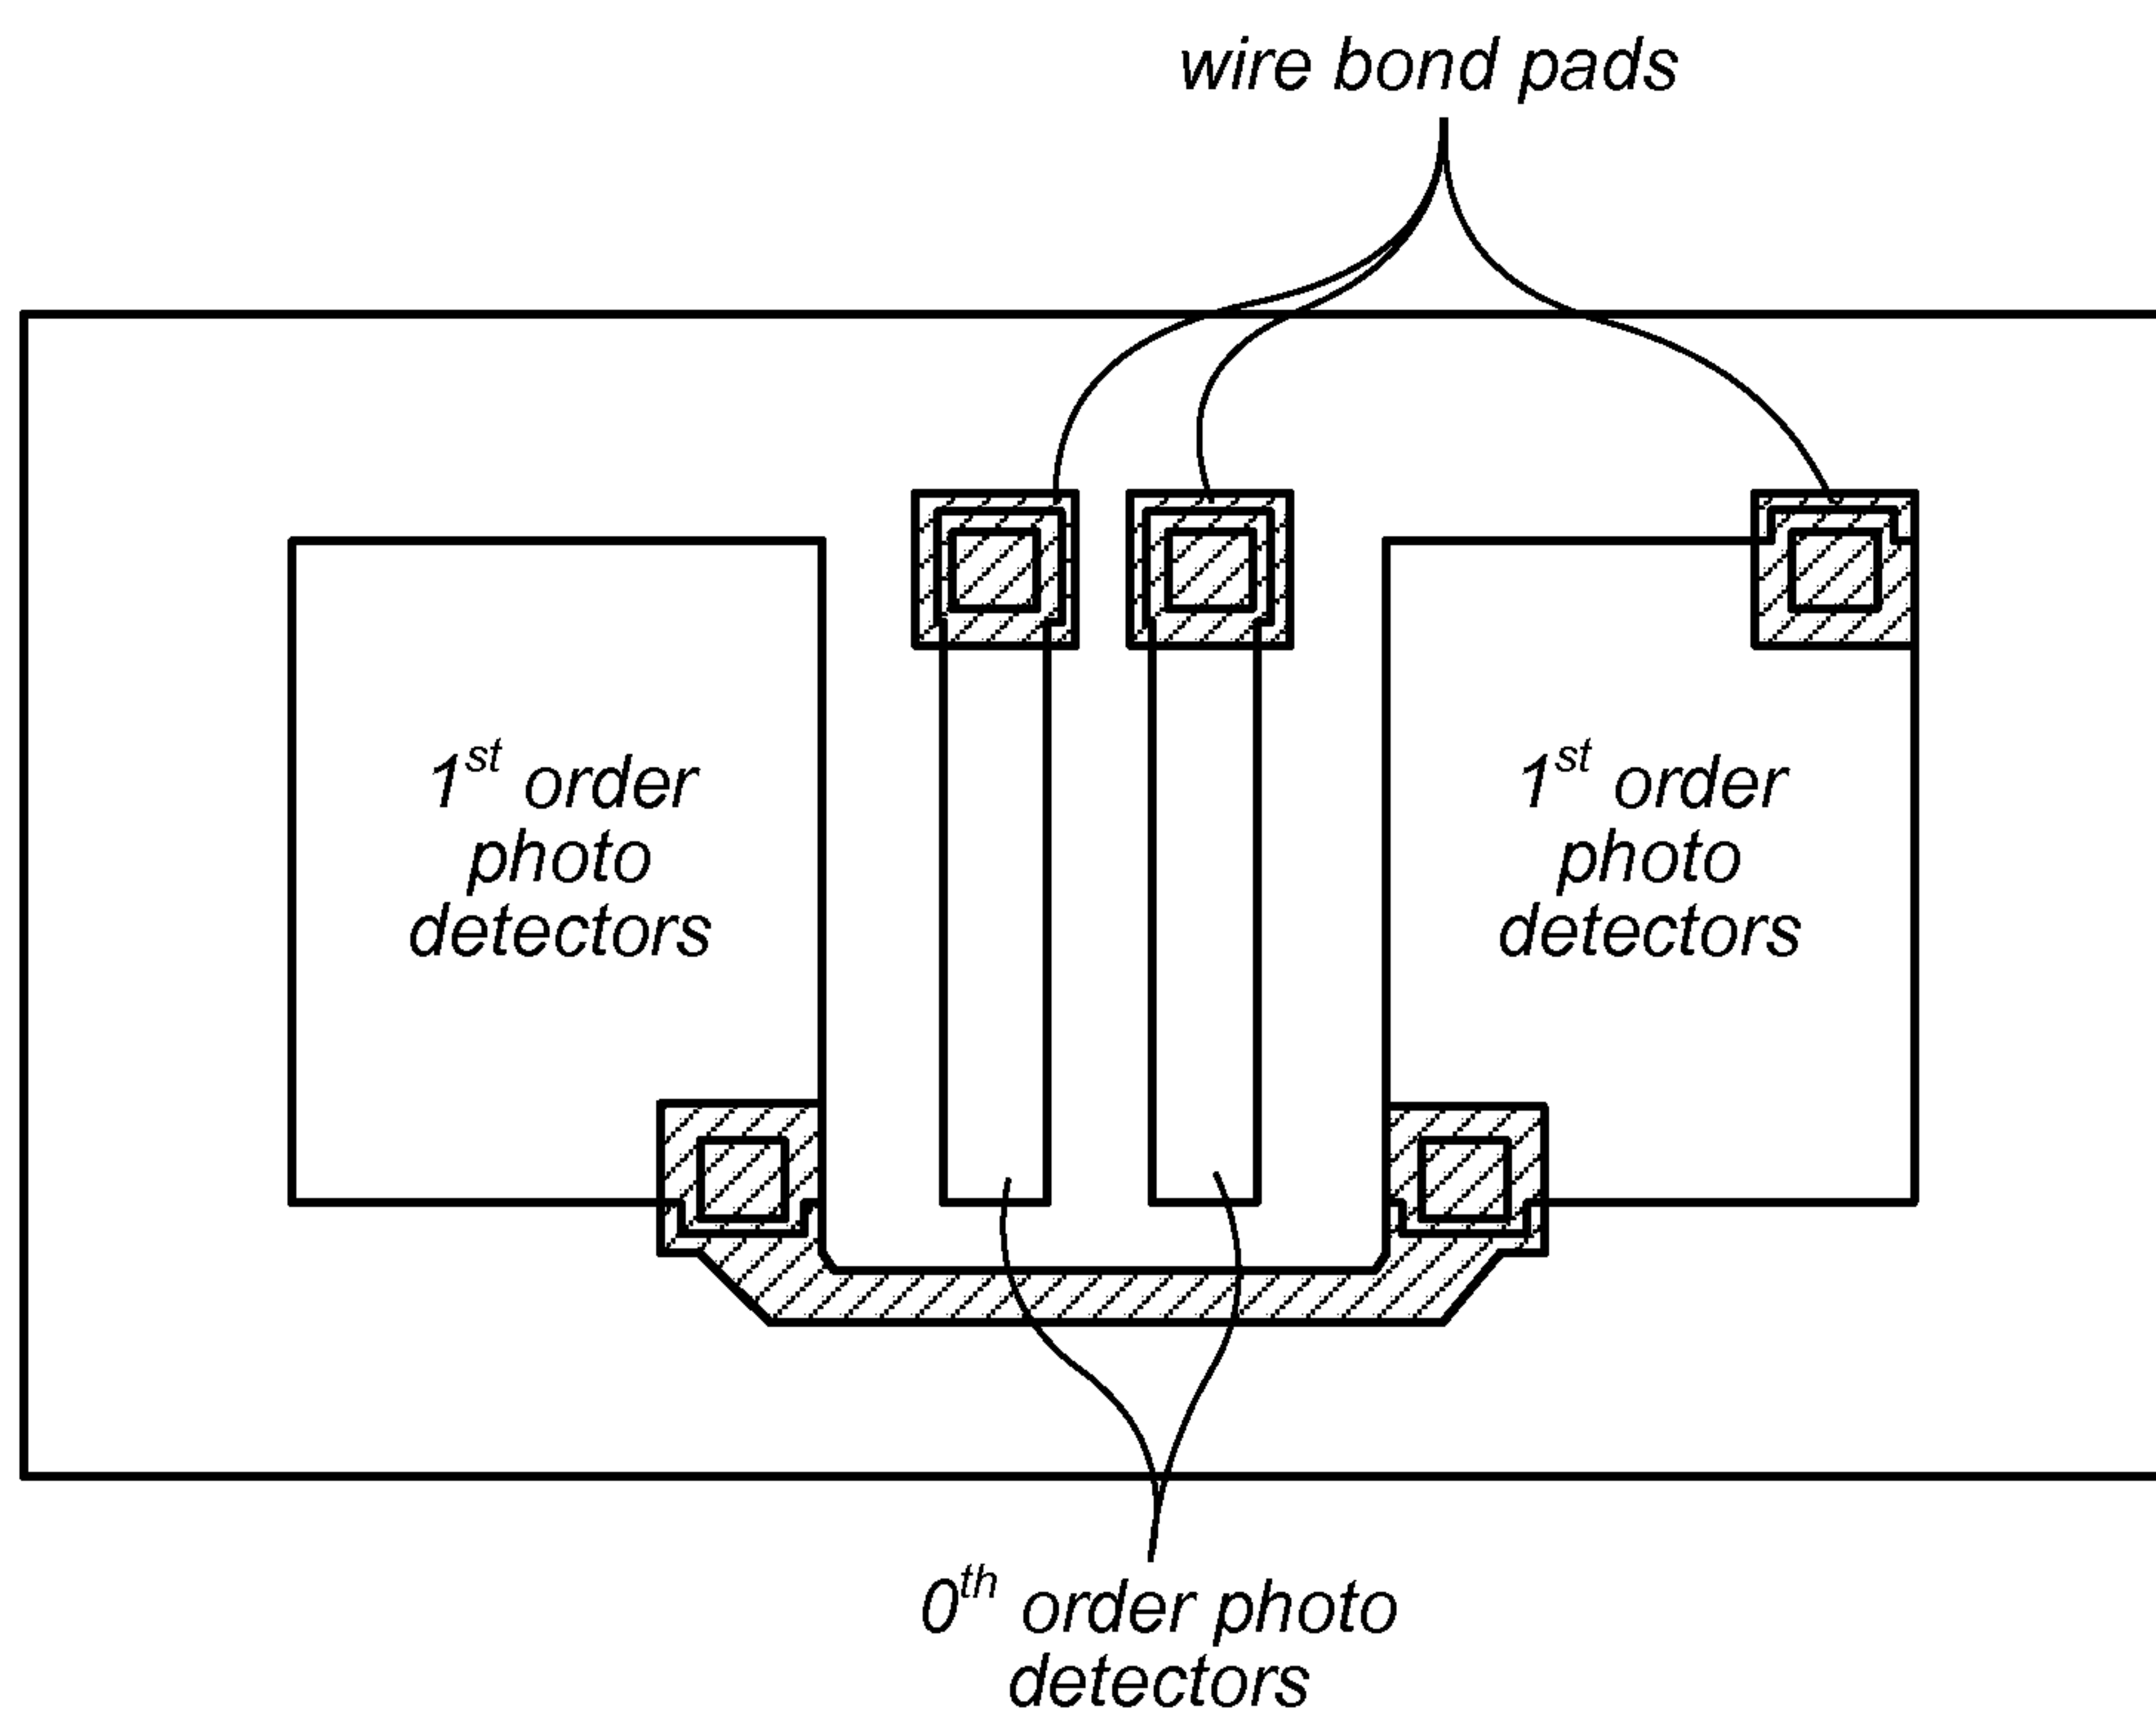 wire bond pads
1st order
photo
detectors
1st order
photo
detectors
0th order photo
detectors